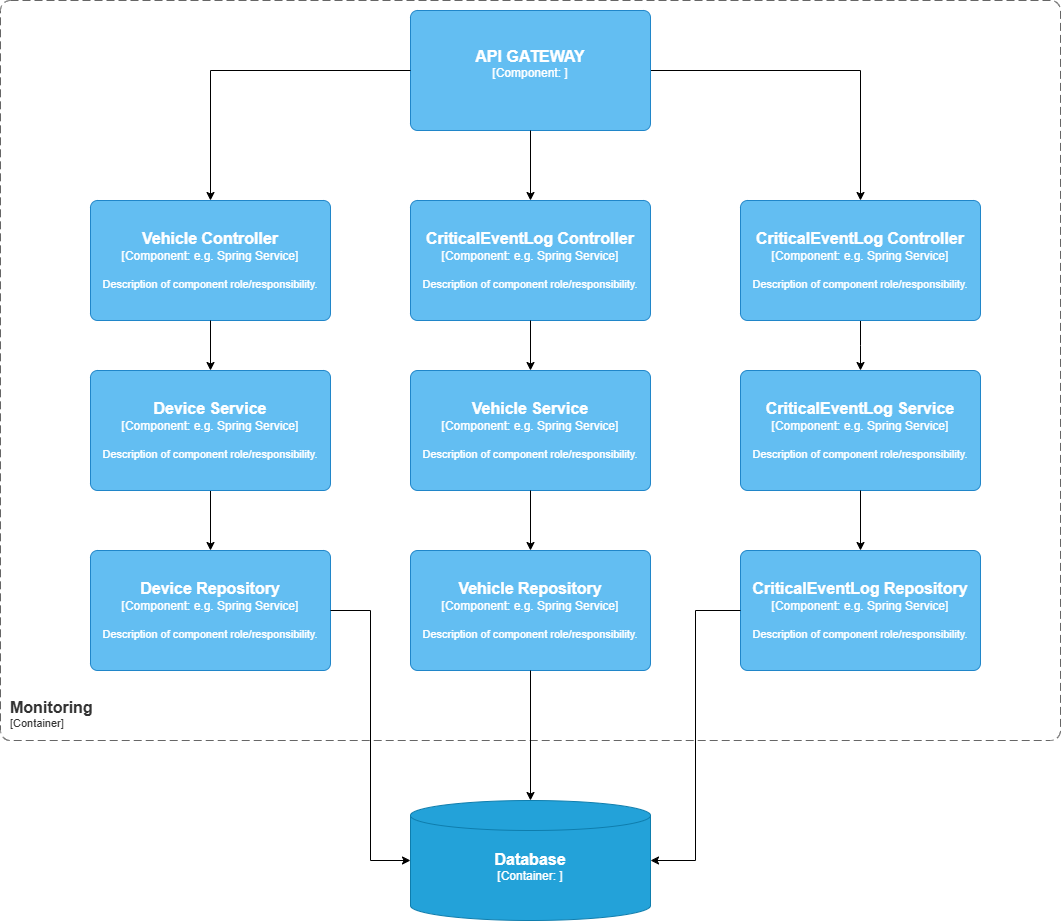 API GATEWAY
[Component: ]
Vehicle Controller
[Component: e.g. Spring Service]
Description of component role/responsibility.
CriticalEventLog Controller
[Component: e.g. Spring Service]
Description of component role/responsibility.
CriticalEventLog Controller
[Component: e.g. Spring Service]
Description of component role/responsibility.
Device Service
[Component: e.g. Spring Service]
Description of component role/responsibility.
Vehicle Service
[Component: e.g. Spring Service]
Description of component role/responsibility.
CriticalEventLog Service
[Component: e.g. Spring Service]
Description of component role/responsibility.
Device Repository
[Component: e.g. Spring Service]
Description of component role/responsibility.
Vehicle Repository
[Component: e.g. Spring Service]
Description of component role/responsibility.
CriticalEventLog Repository
[Component: e.g. Spring Service]
Description of component role/responsibility.
Monitoring
[Container]
Database
[Container: ]